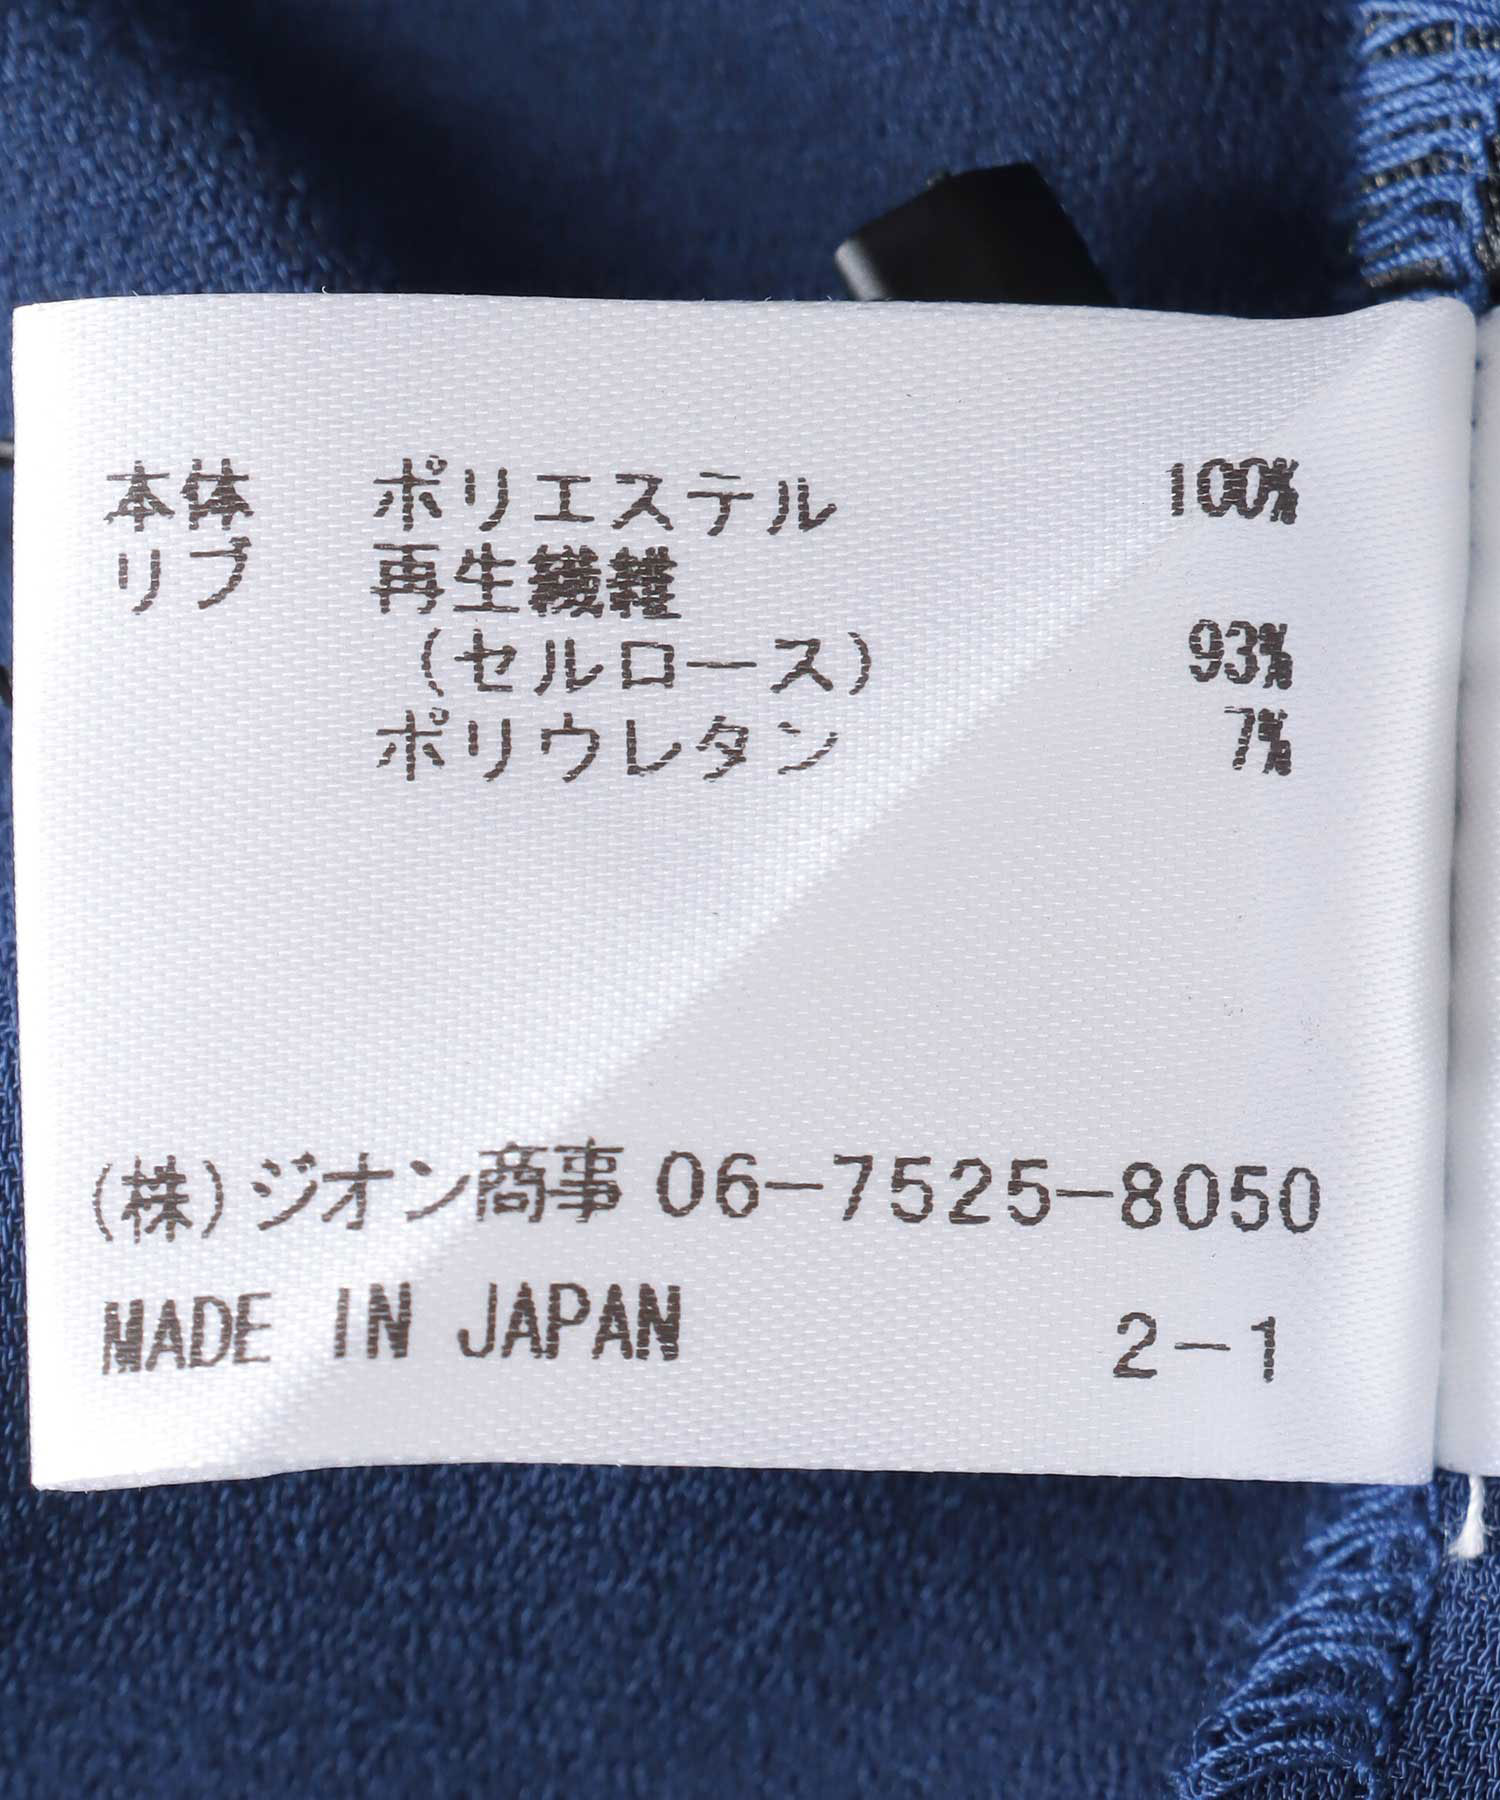 本体 ポリエステル 100%
リブ 再生繊維
(セルロース) 93%
ポリウレタン 7%
(株)ジオン商事 06-7525-8050
MADE IN JAPAN 2-1